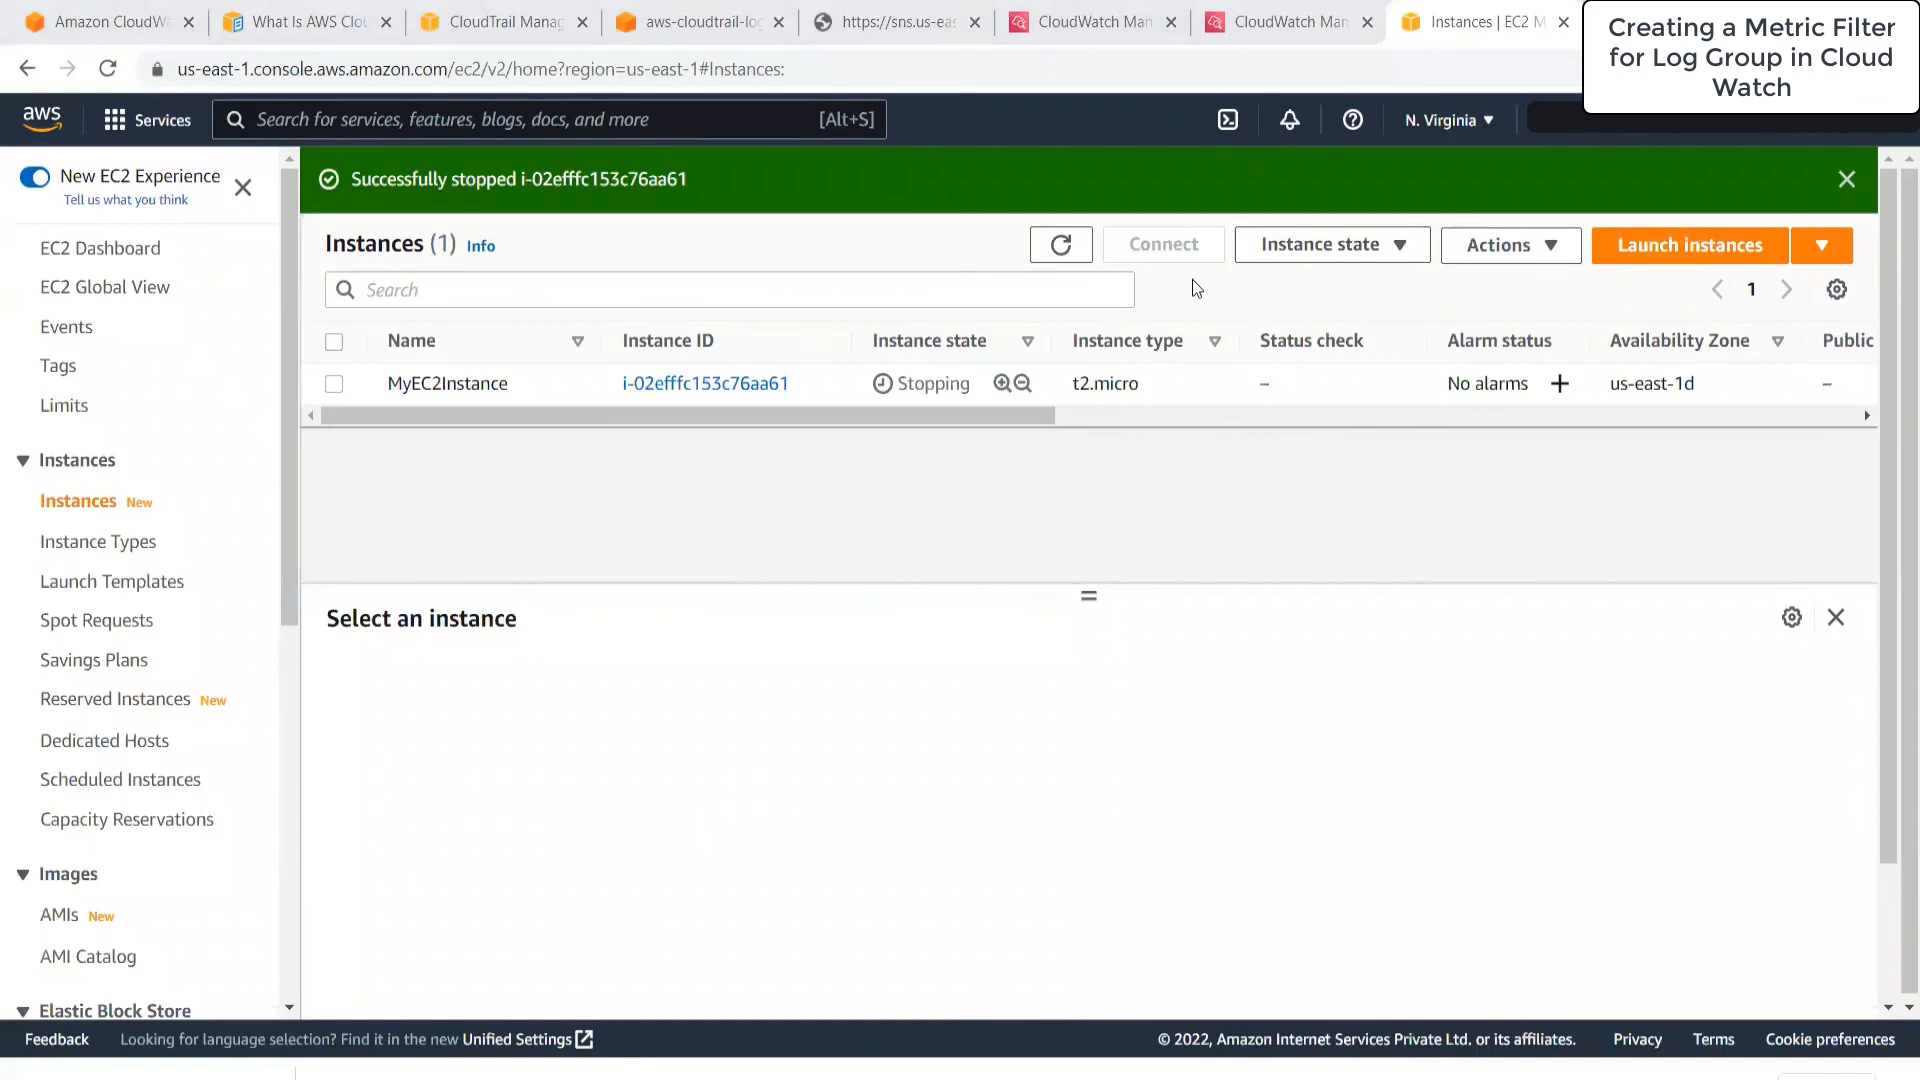 Amazon CloudWa
What Is AWS Clou
CloudTrail Manag
aws-cloudtrail-lo
https://sns.us-eas
CloudWatch Man
CloudWatch Man
Instances | EC2 M
Creating a Metric Filter
for Log Group in Cloud
Watch
us-east-1.console.aws.amazon.com/ec2/v2/home?region=us-east-1#Instances:
aws
Services
Search for services, features, blogs, docs, and more
[Alt+S]
N. Virginia
New EC2 Experience
Tell us what you think
EC2 Dashboard
EC2 Global View
Events
Tags
Limits
Instances
Instances New
Instance Types
Launch Templates
Spot Requests
Savings Plans
Reserved Instances New
Dedicated Hosts
Scheduled Instances
Capacity Reservations
Images
AMIs New
AMI Catalog
Elastic Block Store
Successfully stopped i-02efffc153c76aa61
Instances (1) Info
Connect
Instance state
Actions
Launch instances
Search
1
Name Instance ID Instance state Instance type Status check Alarm status Availability Zone Public
MyEC2Instance i-02efffc153c76aa61 Stopping t2.micro – No alarms + us-east-1d –
Select an instance
Feedback
Looking for language selection? Find it in the new Unified Settings
© 2022, Amazon Internet Services Private Ltd. or its affiliates.
Privacy
Terms
Cookie preferences